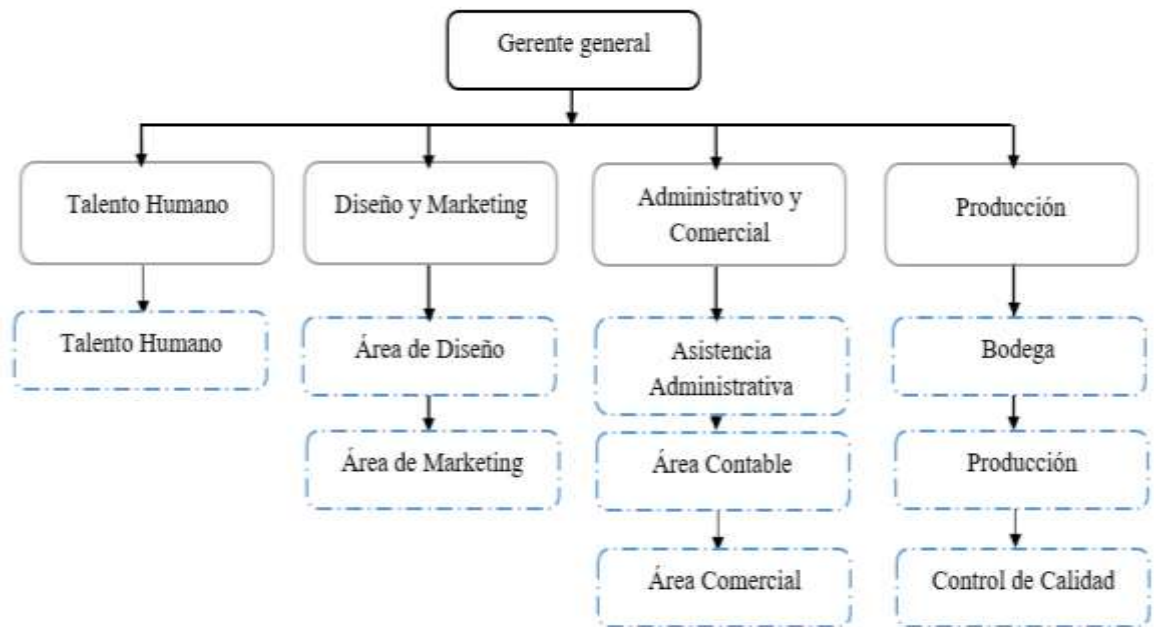 Gerente general
Talento Humano
Diseño y Marketing
Administrativo y
Comercial
Producción
Talento Humano
Área de Diseño
Asistencia
Administrativa
Bodega
Área de Marketing
Área Contable
Producción
Área Comercial
Control de Calidad